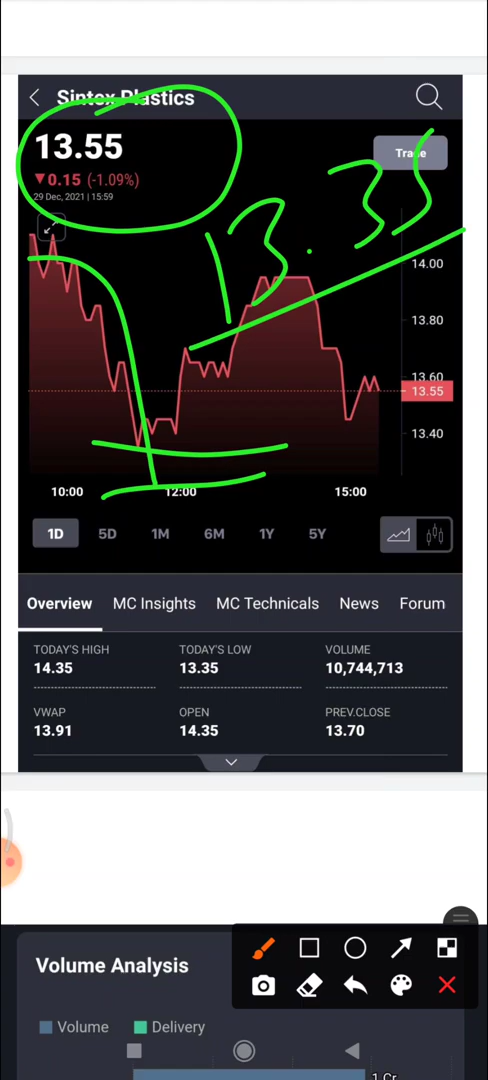 Sintex Plastics
13.55
▼0.15 (-1.09%)
Trade
29 Dec, 2021 | 15:59
13.35
14.00
13.80
13.60
13.55
13.40
10:00 12:00 15:00
1D 5D 1M 6M 1Y 5Y
Overview MC Insights MC Technicals News Forum
TODAY'S HIGH TODAY'S LOW VOLUME
14.35 13.35 10,744,713
VWAP OPEN PREV.CLOSE
13.91 14.35 13.70
Volume Analysis
Volume Delivery
1 Cr